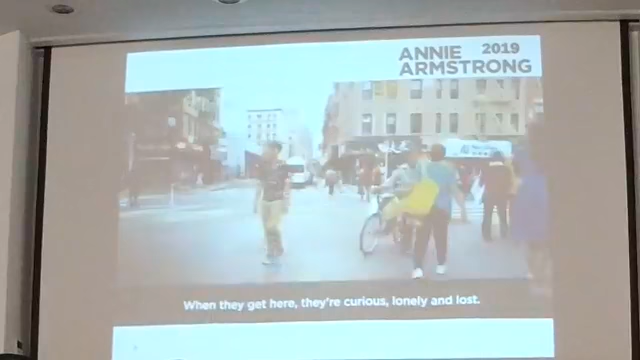 ANNIE 2019
ARMSTRONG
When they get here, they're curious, lonely and lost.